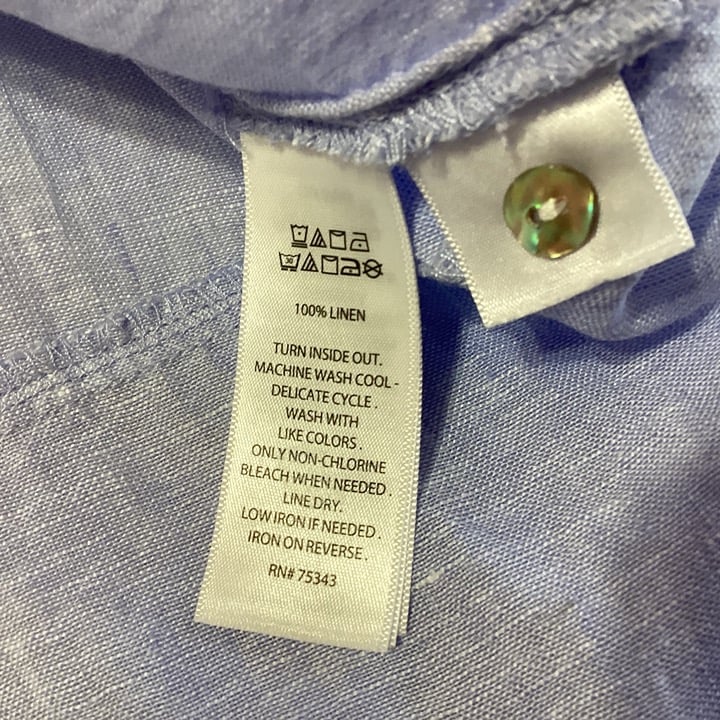 30
100% LINEN
TURN INSIDE OUT.
MACHINE WASH COOL -
DELICATE CYCLE .
WASH WITH
LIKE COLORS .
ONLY NON-CHLORINE
BLEACH WHEN NEEDED .
LINE DRY.
LOW IRON IF NEEDED .
IRON ON REVERSE .
RN# 75343